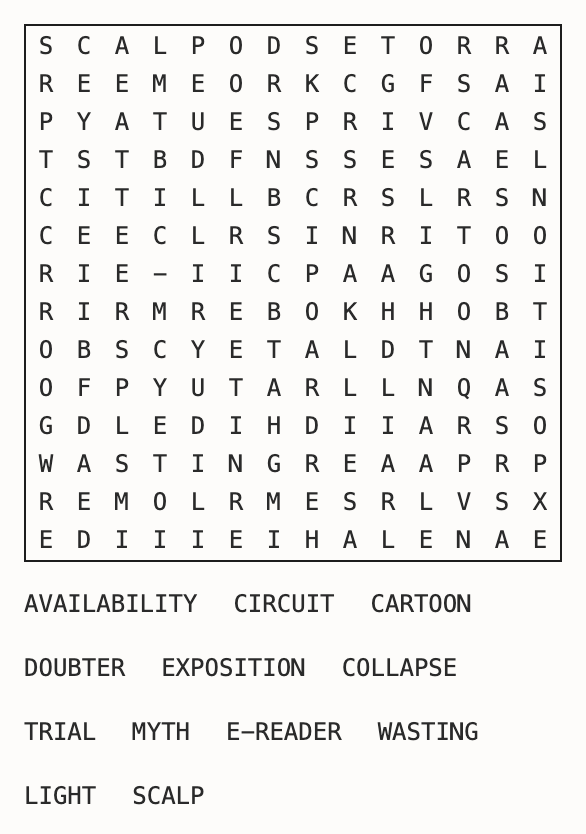 S C A L P O D S E T O R R A
R E E M E O R K C G F S A I
P Y A T U E S P R I V C A S
T S T B D F N S S E S A E L
C I T I L L B C R S L R S N
C E E C L R S I N R I T O O
R I E – I I C P A A G O S I
R I R M R E B O K H H O B T
O B S C Y E T A L D T N A I
O F P Y U T A R L L N Q A S
G D L E D I H D I I A R S O
W A S T I N G R E A A P R P
R E M O L R M E S R L V S X
E D I I I E I H A L E N A E
AVAILABILITY CIRCUIT CARTOON
DOUBTER EXPOSITION COLLAPSE
TRIAL MYTH E–READER WASTING
LIGHT SCALP